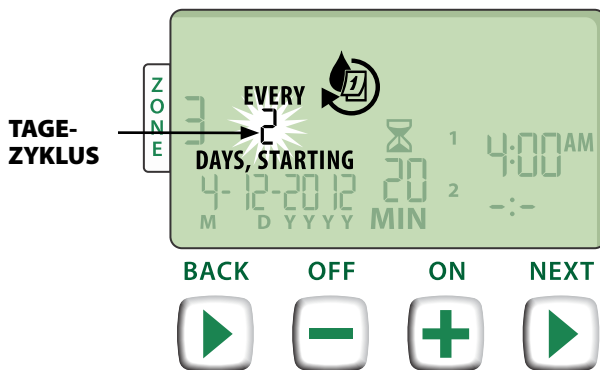 ZONE
3
EVERY
2
DAYS, STARTING
TAGE-
ZYKLUS
4-12-2012
M D YYYY
20
MIN
1 4:00AM
2 -:-
BACK OFF ON NEXT